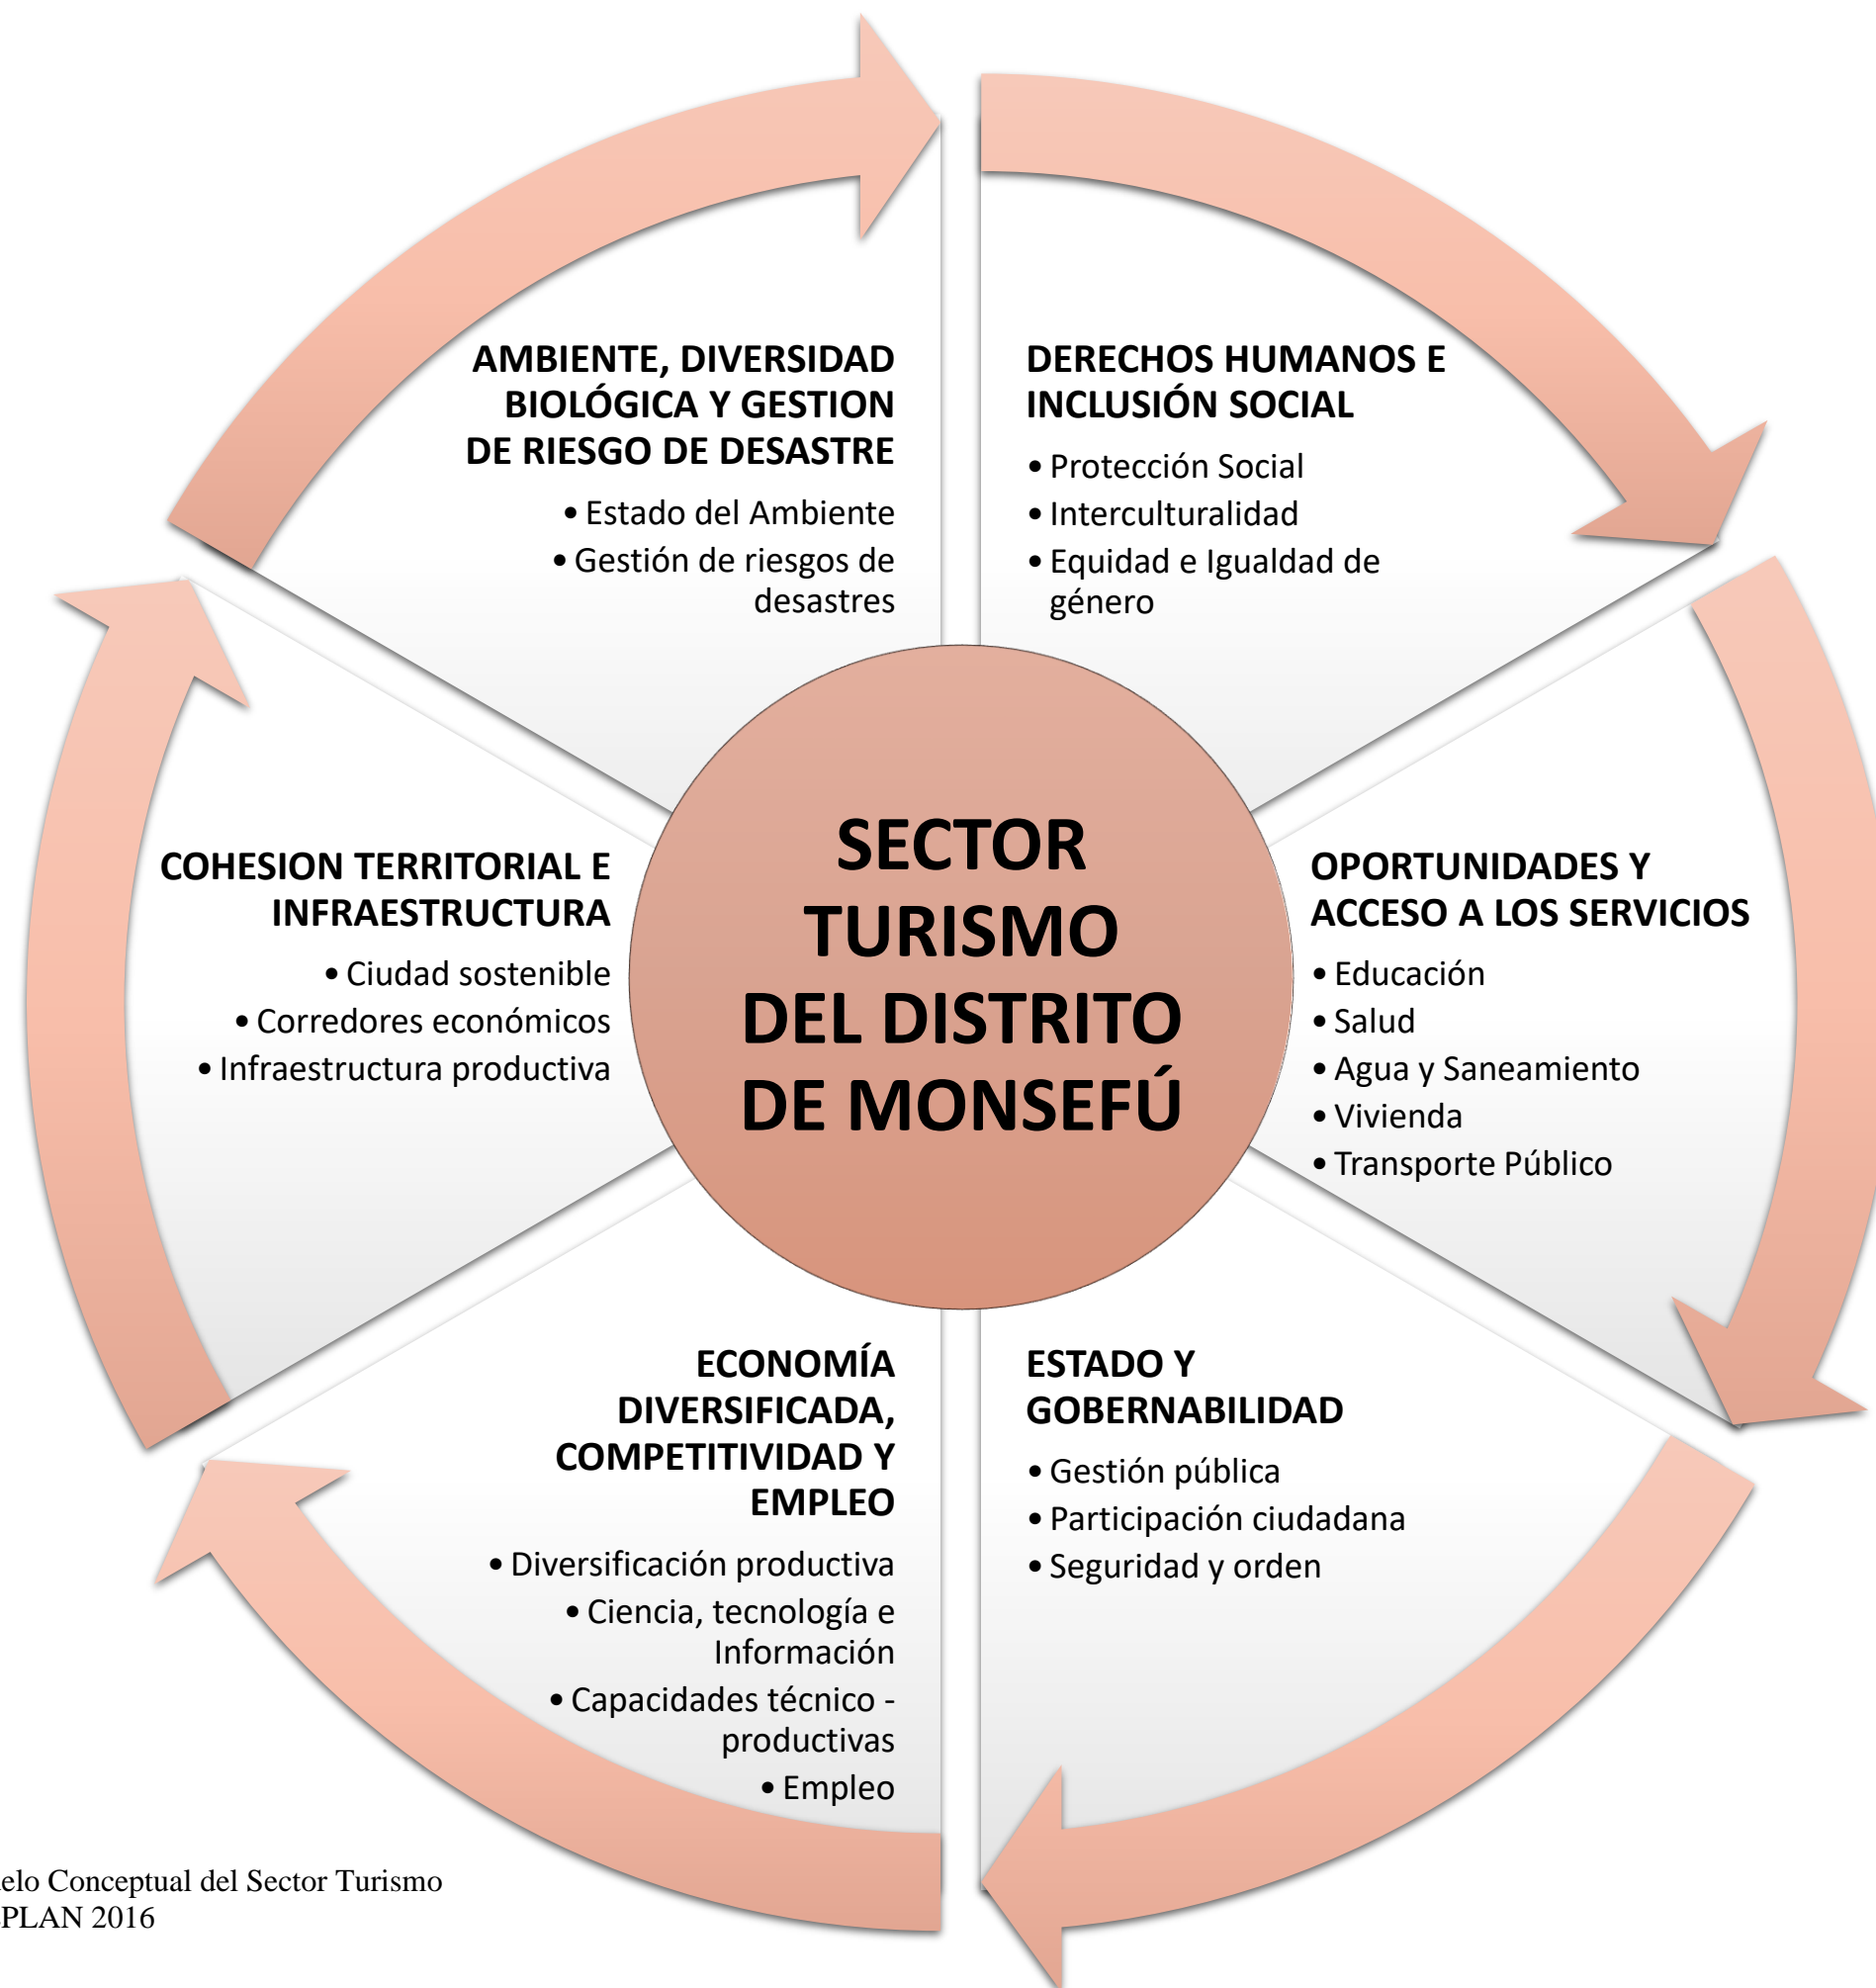 AMBIENTE, DIVERSIDAD
BIOLÓGICA Y GESTION
DE RIESGO DE DESASTRE
• Estado del Ambiente
• Gestión de riesgos de
desastres
DERECHOS HUMANOS E
INCLUSIÓN SOCIAL
• Protección Social
• Interculturalidad
• Equidad e Igualdad de
género
COHESION TERRITORIAL E
INFRAESTRUCTURA
• Ciudad sostenible
• Corredores económicos
• Infraestructura productiva
SECTOR
TURISMO
DEL DISTRITO
DE MONSEFÚ
OPORTUNIDADES Y
ACCESO A LOS SERVICIOS
• Educación
• Salud
• Agua y Saneamiento
• Vivienda
• Transporte Público
ECONOMÍA
DIVERSIFICADA,
COMPETITIVIDAD Y
EMPLEO
• Diversificación productiva
• Ciencia, tecnología e
Información
• Capacidades técnico -
productivas
• Empleo
ESTADO Y
GOBERNABILIDAD
• Gestión pública
• Participación ciudadana
• Seguridad y orden
elo Conceptual del Sector Turismo
PLAN 2016